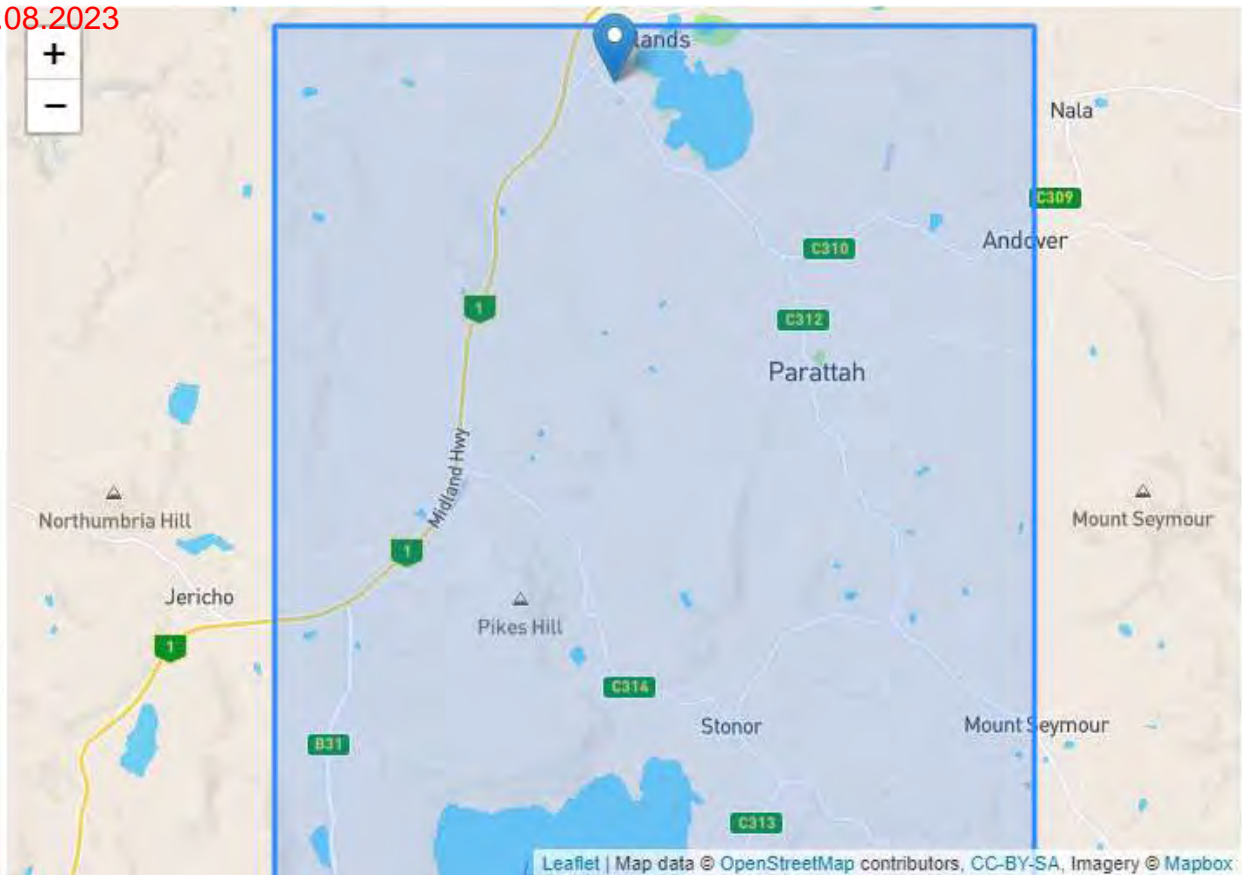 .08.2023
+
−
lands
Nala
C309
Andover
C310
1
C312
Parattah
Midland Hwy
Northumbria Hill
Mount Seymour
1
Jericho
Pikes Hill
1
C314
Stonor
Mount Seymour
B31
C313
Leaflet | Map data © OpenStreetMap contributors, CC-BY-SA, Imagery © Mapbox